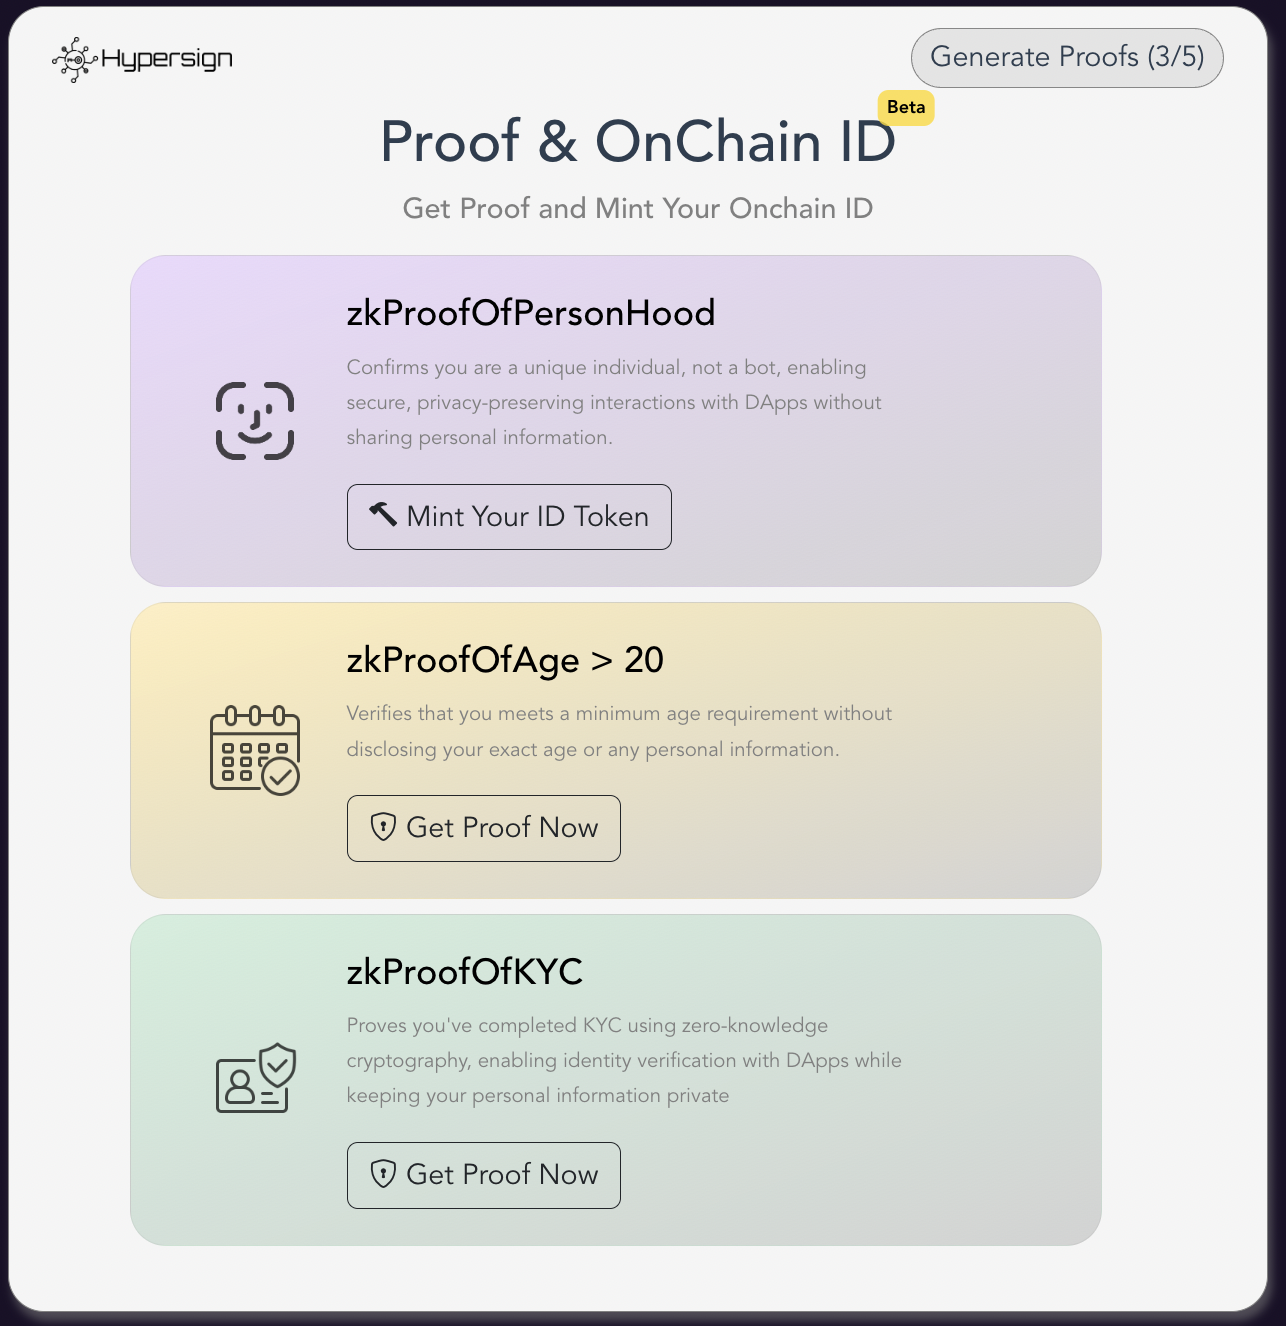 Hypersign
Generate Proofs (3/5)
Beta
Proof & OnChain ID
Get Proof and Mint Your Onchain ID
zkProofOfPersonHood
Confirms you are a unique individual, not a bot, enabling
secure, privacy-preserving interactions with DApps without
sharing personal information.
Mint Your ID Token
zkProofOfAge > 20
Verifies that you meets a minimum age requirement without
disclosing your exact age or any personal information.
Get Proof Now
zkProofOfKYC
Proves you've completed KYC using zero-knowledge
cryptography, enabling identity verification with DApps while
keeping your personal information private
Get Proof Now